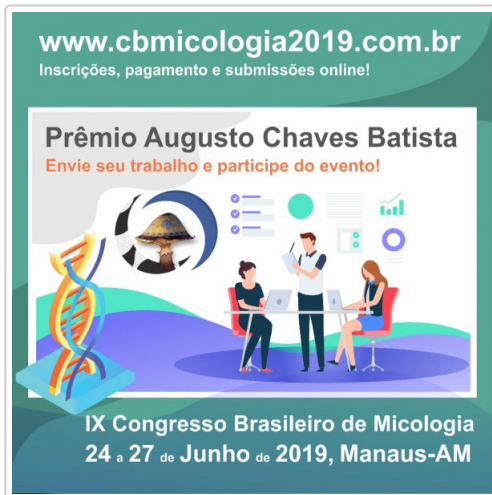 www.cbmicologia2019.com.br
Inscrições, pagamento e submissões online!
Prêmio Augusto Chaves Batista
Envie seu trabalho e participe do evento!
IX Congresso Brasileiro de Micologia
24 a 27 de Junho de 2019, Manaus-AM